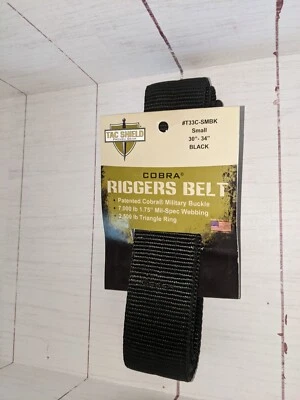 #T33C-SMBK
Small
30"- 34"
BLACK
TAC SHIELD
COBRA®
RIGGERS BELT
• Patented Cobra® Military Buckle
• 7,000 lb 1.75" Mil-Spec Webbing
• 2,500 lb Triangle Ring